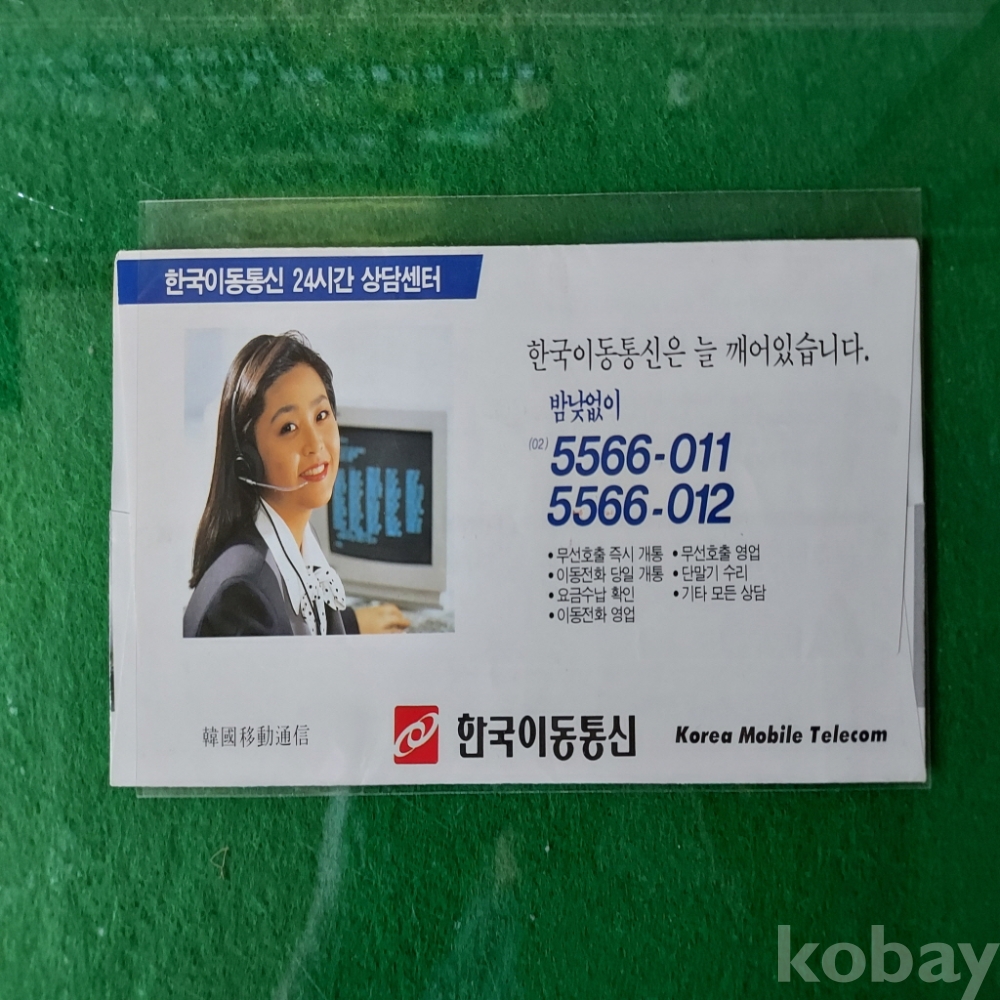 한국이동통신 24시간 상담센터
한국이동통신은 늘 깨어있습니다.
밤낮없이
(02) 5566-011
5566-012
• 무선호출 즉시 개통 • 무선호출 영업
• 이동전화 당일 개통 • 단말기 수리
• 요금수납 확인 • 기타 모든 상담
• 이동전화 영업
韓國移動通信 한국이동통신 Korea Mobile Telecom
kobay